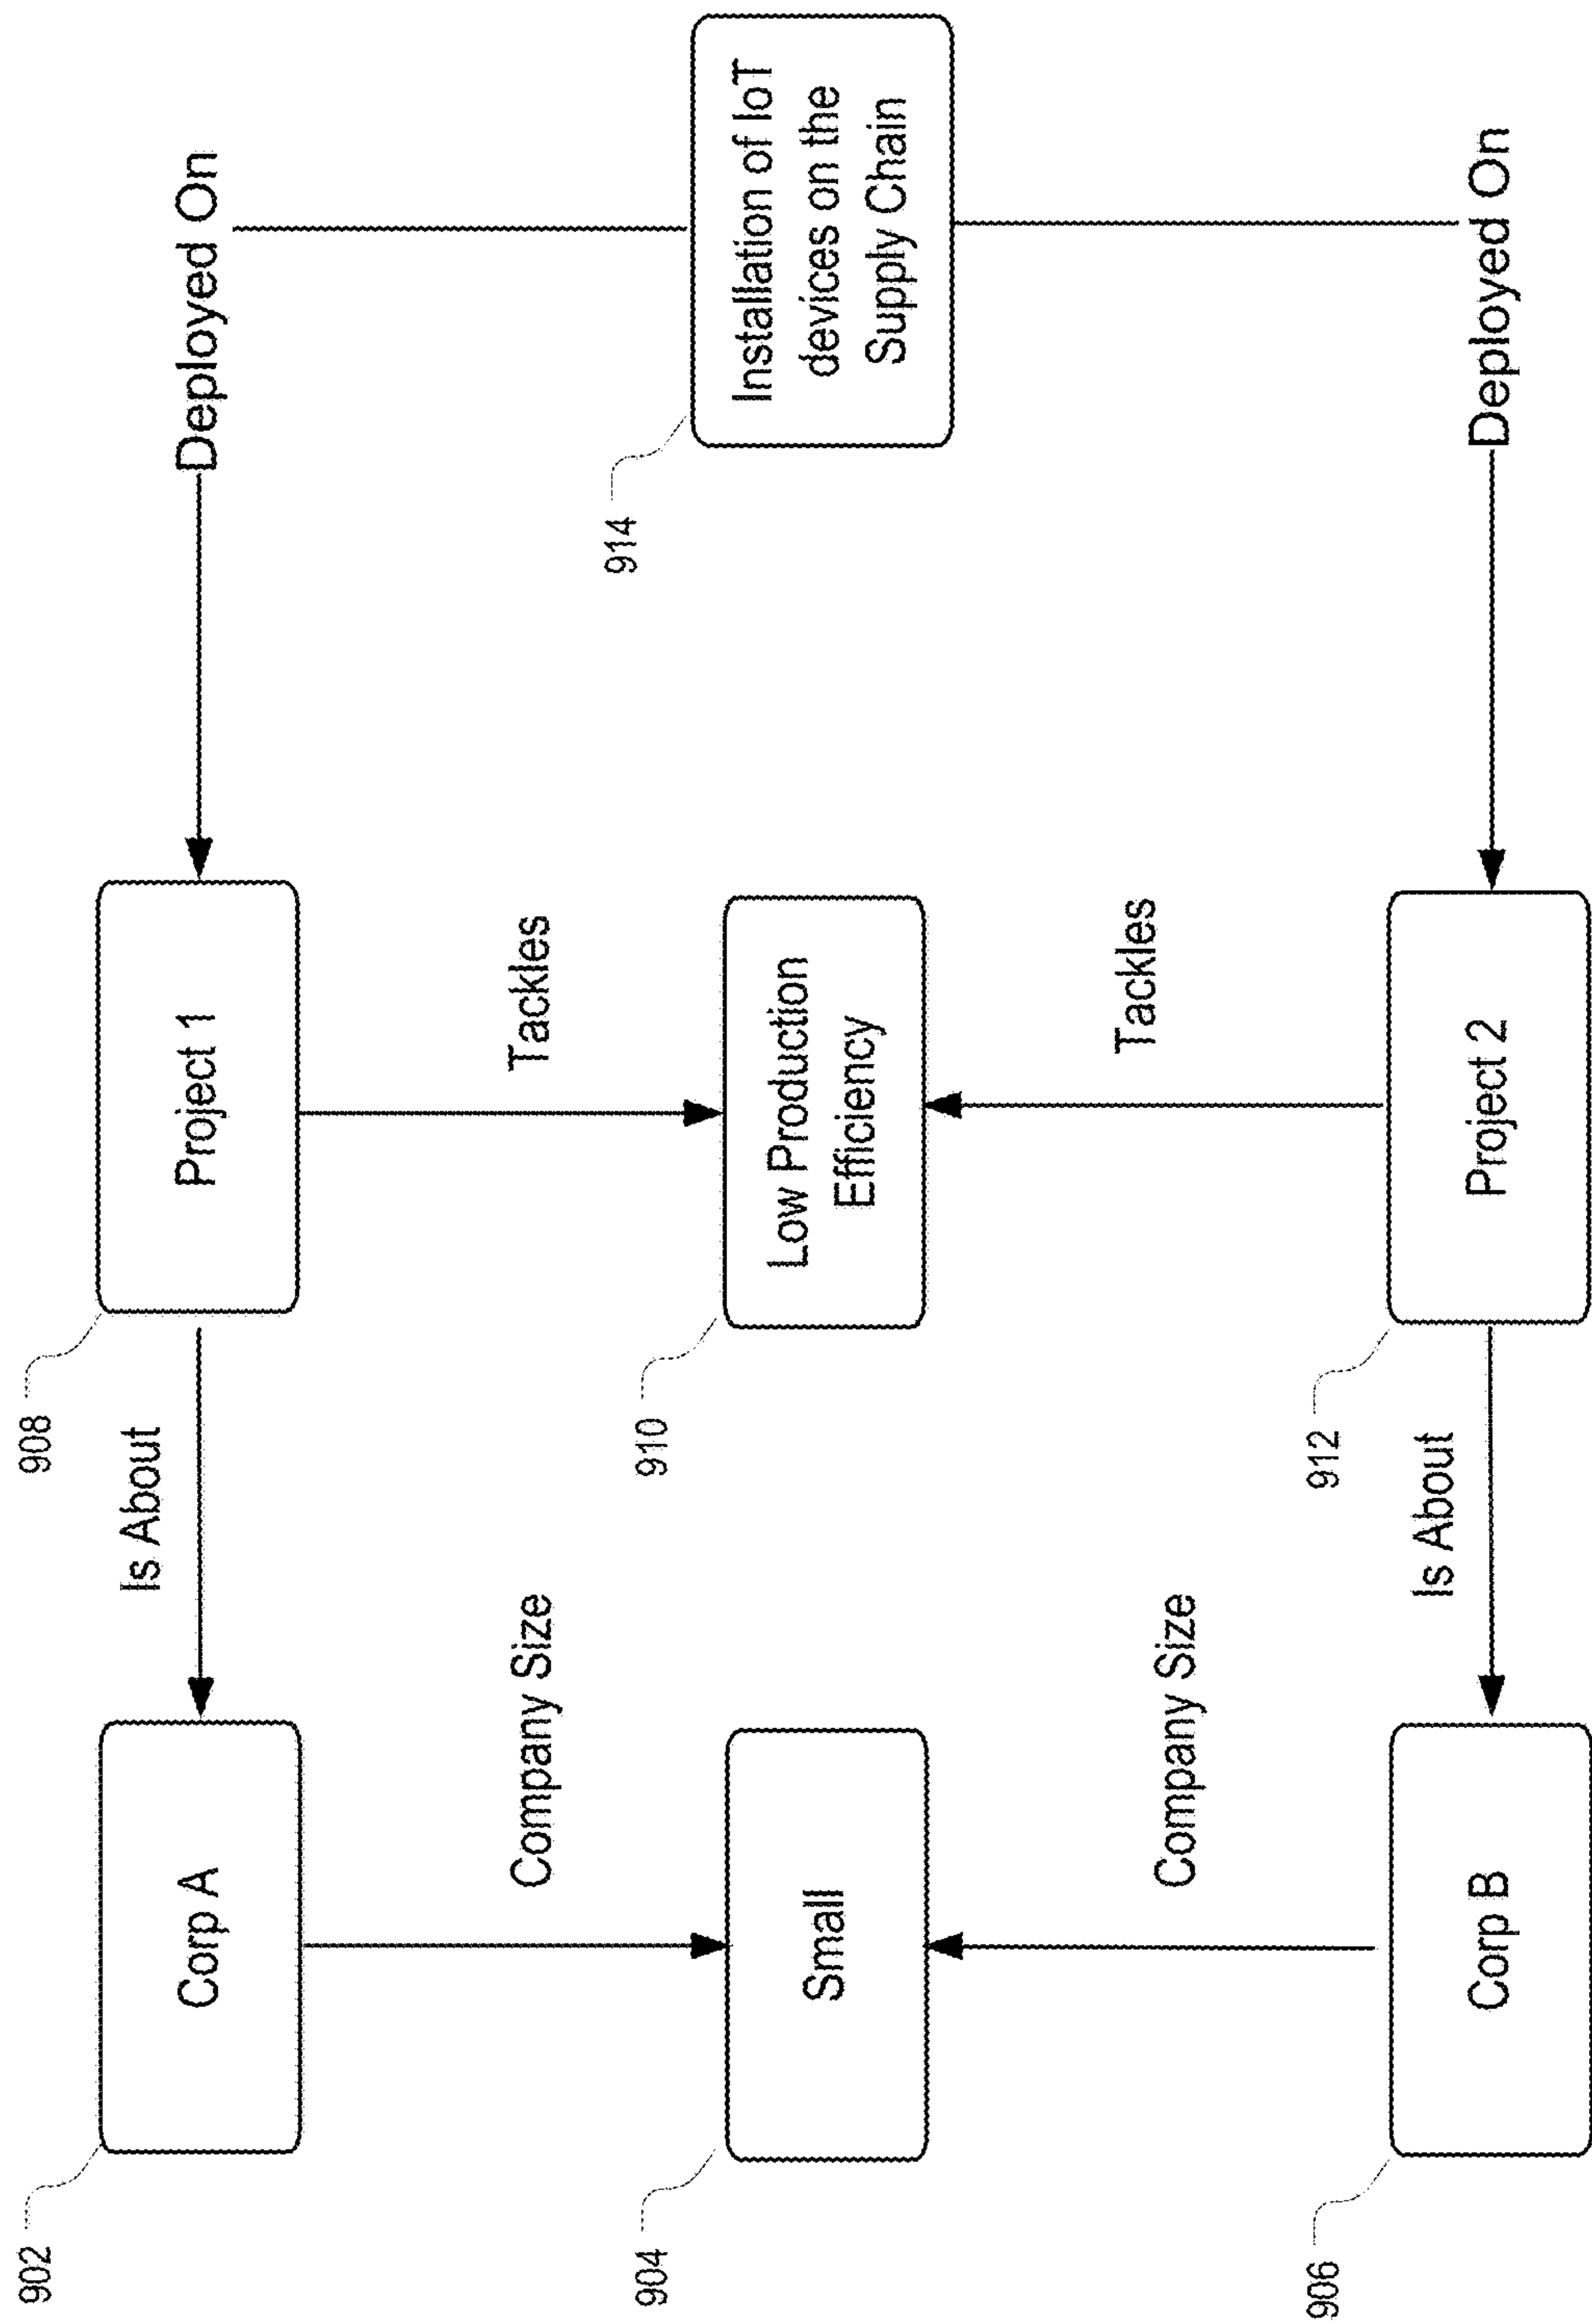 902
Corp A
Is About
908
Project 1
Deployed On
Company Size
Tackles
904
Small
910
Low Production
Efficiency
914
Installation of IoT
devices on the
Supply Chain
Company Size
Tackles
906
Corp B
Is About
912
Project 2
Deployed On